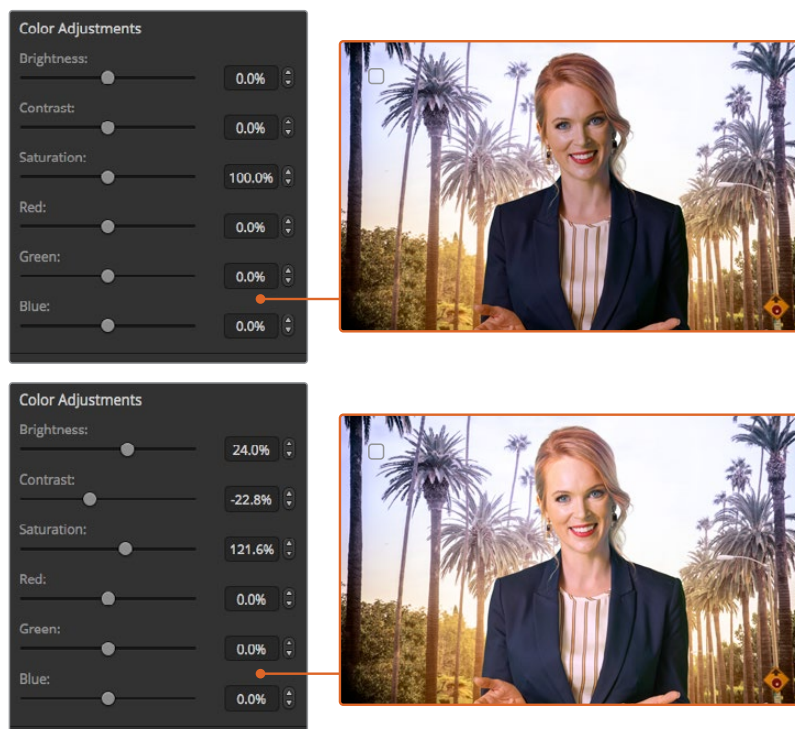 Color Adjustments
Brightness:
0.0%
Contrast:
0.0%
Saturation:
100.0%
Red:
0.0%
Green:
0.0%
Blue:
0.0%
Color Adjustments
Brightness:
24.0%
Contrast:
-22.8%
Saturation:
121.6%
Red:
0.0%
Green:
0.0%
Blue:
0.0%